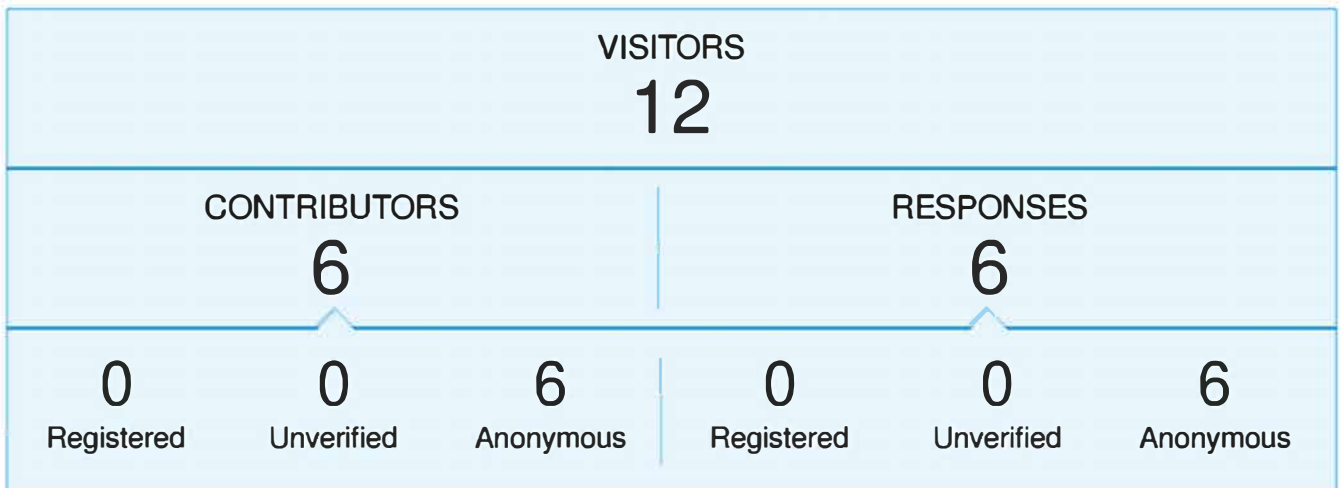 VISITORS
12
CONTRIBUTORS
6
RESPONSES
6
0 0 6 0 0 6
Registered Unverified Anonymous Registered Unverified Anonymous